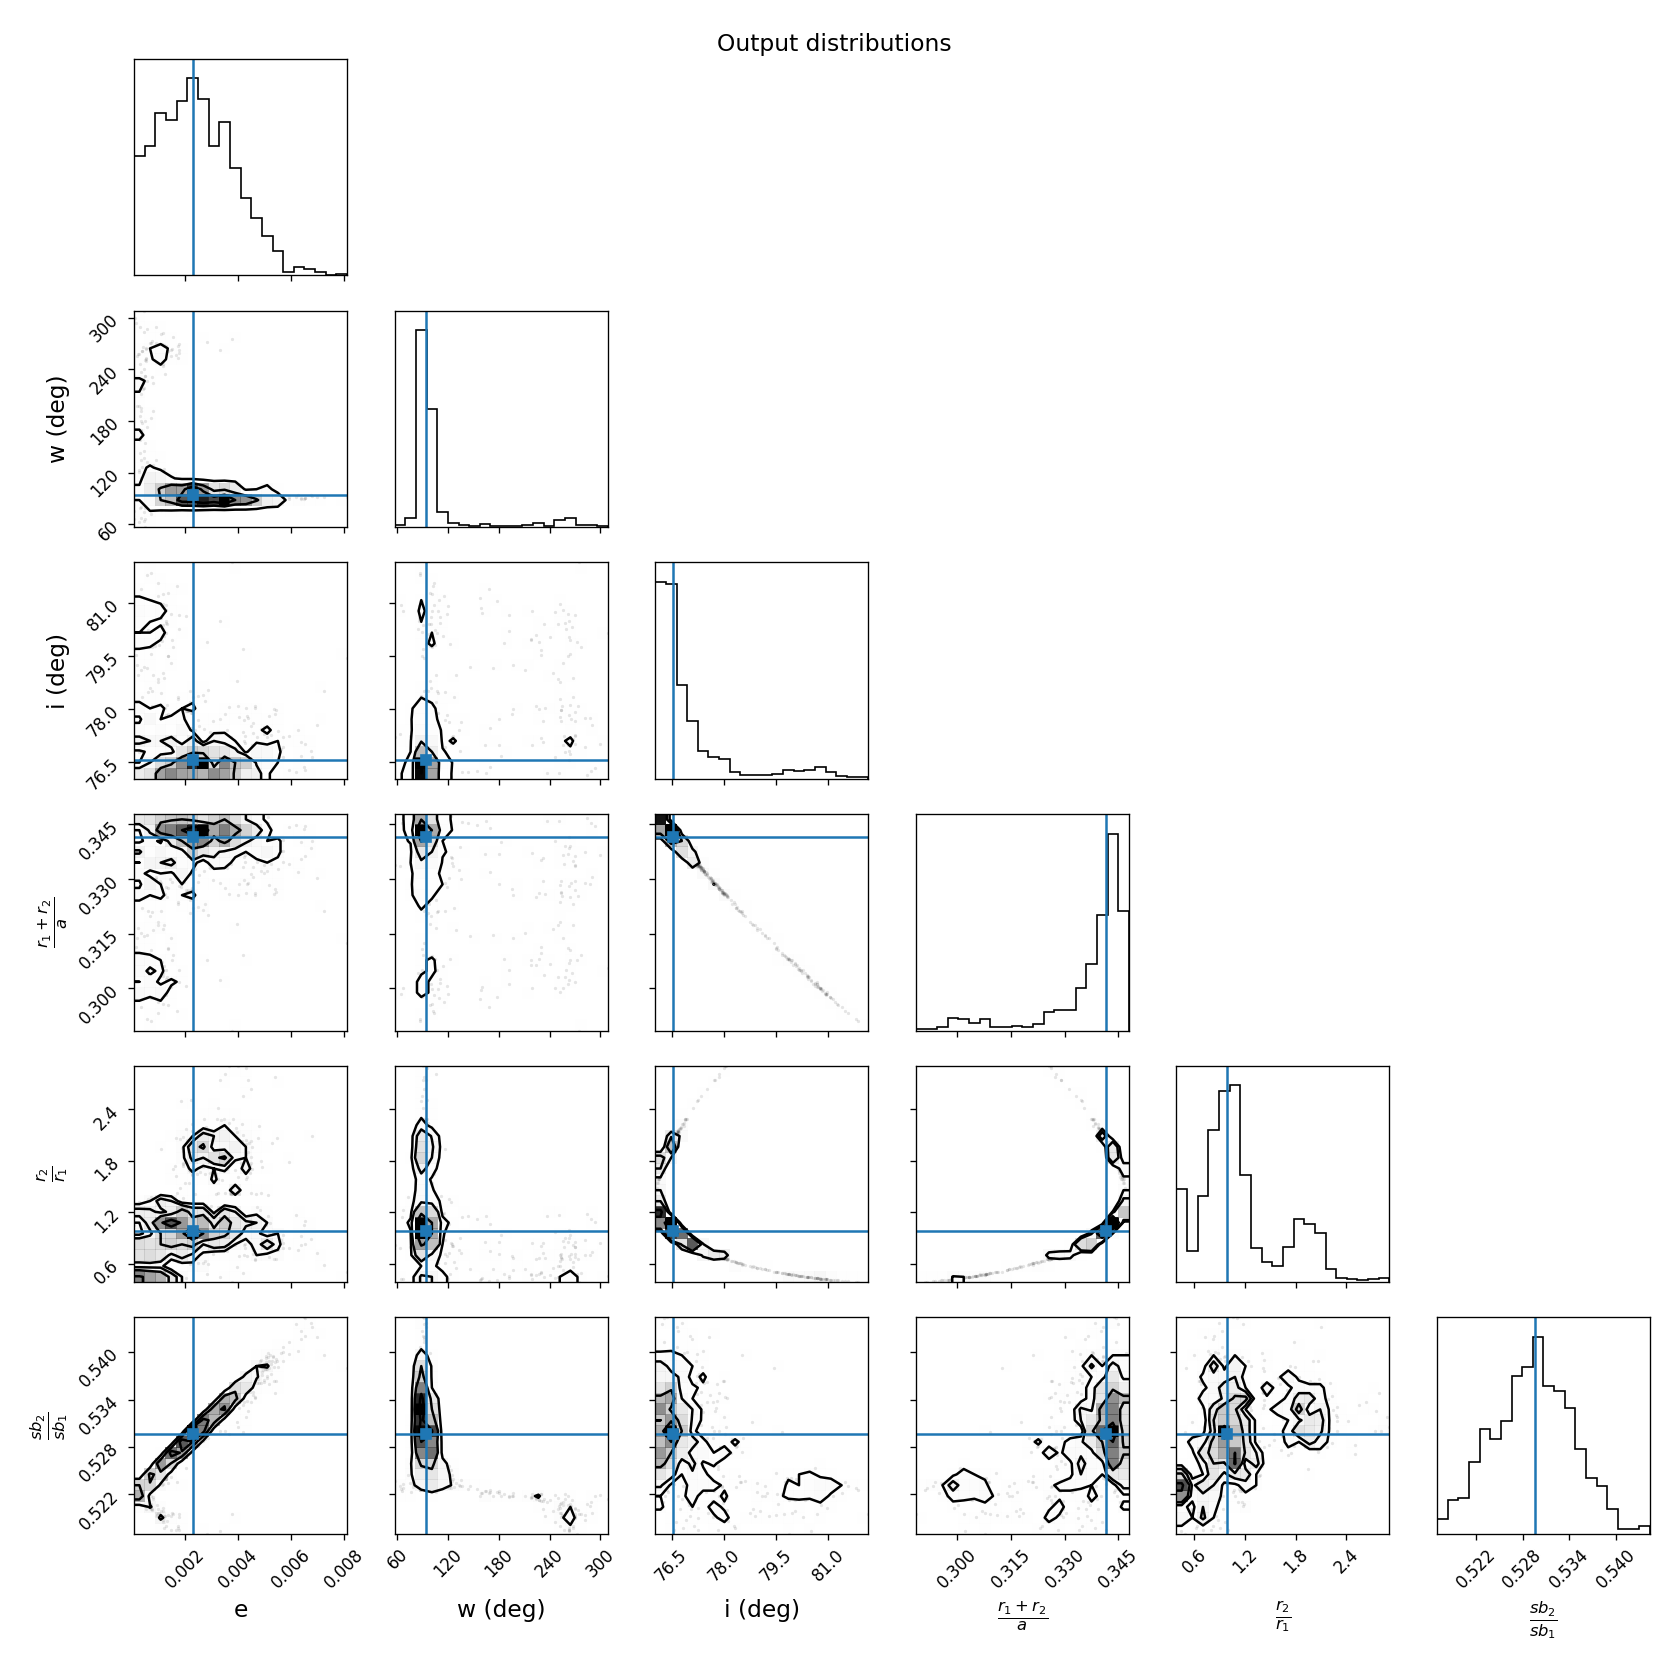 Output distributions
300
240
180
120
60
w (deg)
81.0
79.5
78.0
76.5
i (deg)
0.345
0.330
0.315
0.300
r₁ + r₂
a
2.4
1.8
1.2
0.6
r₂
r₁
0.540
0.534
0.528
0.522
sb₂
sb₁
0.002 0.004 0.006 0.008 60 120 180 240 300 76.5 78.0 79.5 81.0 0.300 0.315 0.330 0.345 0.6 1.2 1.8 2.4 0.522 0.528 0.534 0.540
e w (deg) i (deg)
r₁ + r₂ r₂ sb₂
a r₁ sb₁